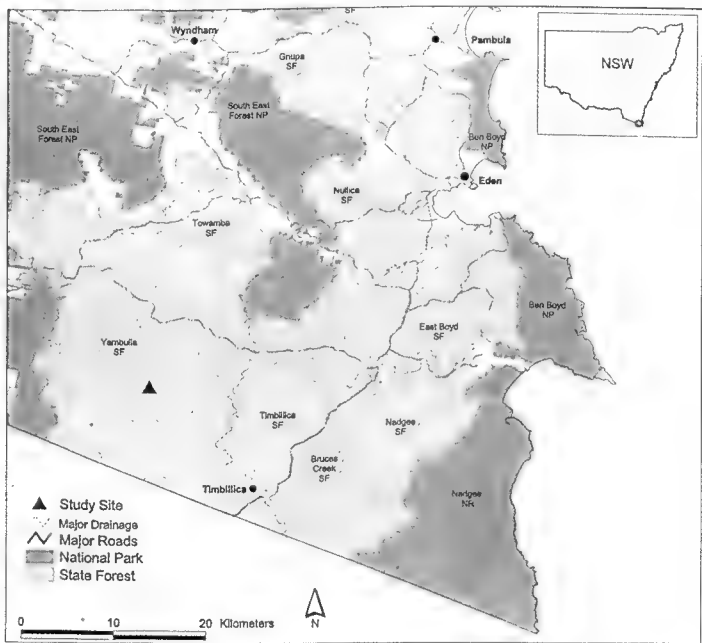 SF
Wyndham
Pambula
Gnupa
SF
NSW
South East
Forest NP
South East
Forest NP
Ben Boyd
NP
Eden
Nullica
SF
Towamba
SF
Ben Boyd
NP
East Boyd
SF
Yambulla
SF
Timbillica
SF
Nadgee
SF
Bruces
Creek
SF
Timbillica
Nadgee
NR
Study Site
Major Drainage
Major Roads
National Park
State Forest
0 10 20 Kilometers
N